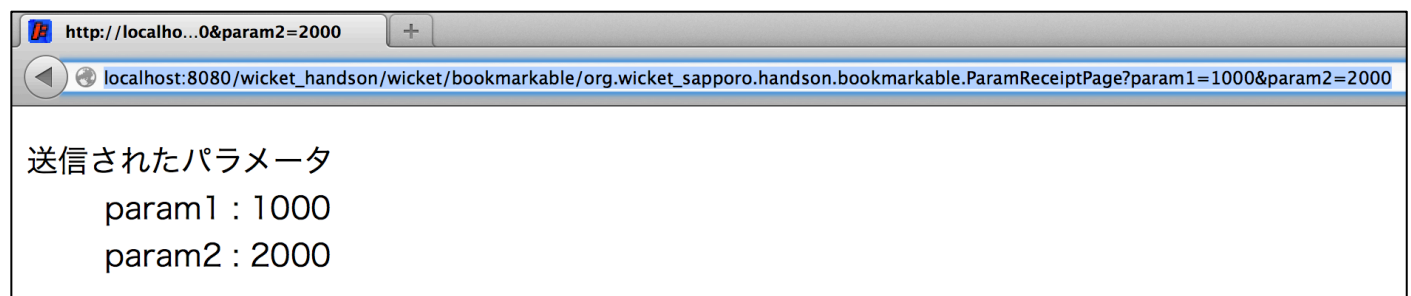 http://localho...0&param2=2000
localhost:8080/wicket_handson/wicket/bookmarkable/org.wicket_sapporo.handson.bookmarkable.ParamReceiptPage?param1=1000&param2=2000
送信されたパラメータ
param1 : 1000
param2 : 2000